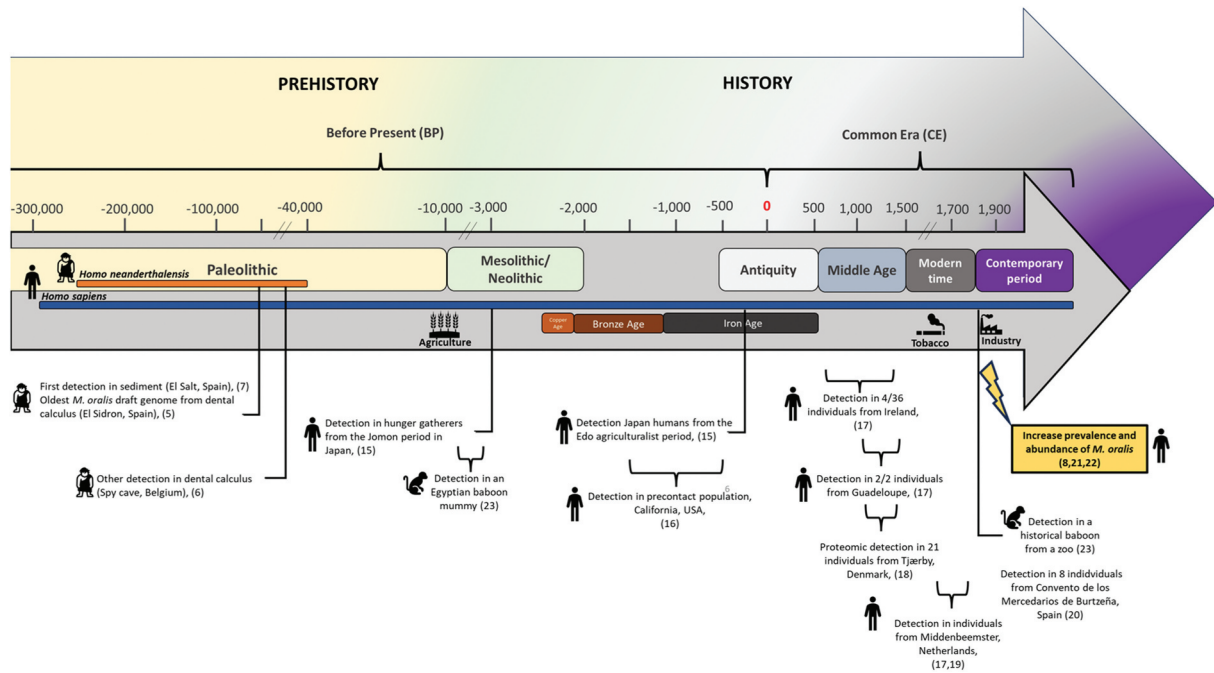 PREHISTORY
HISTORY
Before Present (BP)
Common Era (CE)
-300,000
-200,000
-100,000
-40,000
-10,000
-3,000
-2,000
-1,000
-500
0
500
1,000
1,500
1,700
1,900
Homo neanderthalensis
Paleolithic
Mesolithic/
Neolithic
Antiquity
Middle Age
Modern
time
Contemporary
period
Homo sapiens
Agriculture
Copper
Age
Bronze Age
Iron Age
Tobacco
Industry
First detection in sediment (El Salt, Spain), (7)
Oldest M. oralis draft genome from dental
calculus (El Sidron, Spain), (5)
Other detection in dental calculus
(Spy cave, Belgium), (6)
Detection in hunger gatherers
from the Jomon period in
Japan, (15)
Detection in an
Egyptian baboon
mummy (23)
Detection Japan humans from the
Edo agriculturalist period, (15)
6
Detection in precontact population,
California, USA,
(16)
Detection in 4/36
individuals from Ireland,
(17)
Detection in 2/2 individuals
from Guadeloupe, (17)
Proteomic detection in 21
individuals from Tjærby,
Denmark, (18)
Detection in individuals
from Middenbeemster,
Netherlands,
(17,19)
Increase prevalence and
abundance of M. oralis
(8,21,22)
Detection in a
historical baboon
from a zoo (23)
Detection in 8 indidviduals
from Convento de los
Mercedarios de Burtzeña,
Spain (20)